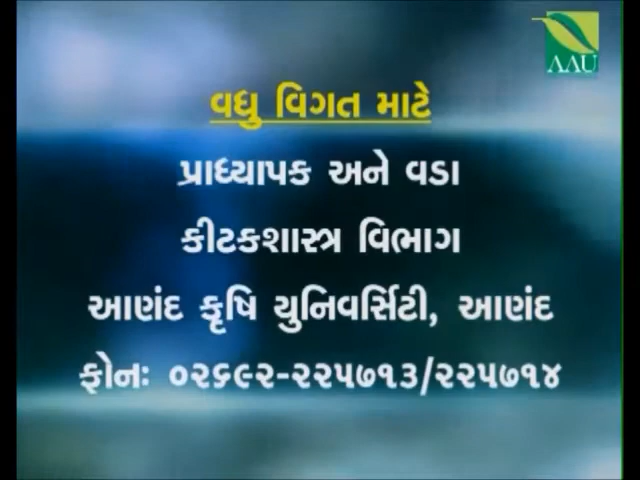 AAU
વધુ વિગત માટે
પ્રાધ્યાપક અને વડા
કીટકશાસ્ત્ર વિભાગ
આણંદ કૃષિ યુનિવર્સિટી, આણંદ
ફોનઃ ૦૨૬૯૨-૨૨૫૭૧૩/૨૨૫૭૧૪